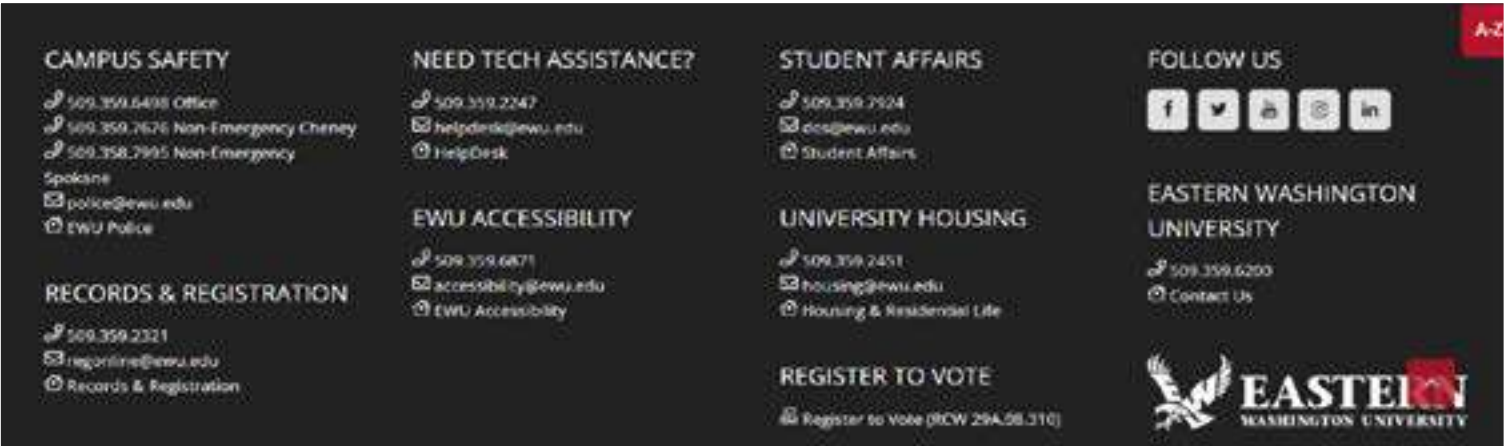 CAMPUS SAFETY
509.359.6498 Office
509.359.7676 Non-Emergency Cheney
509.358.7995 Non-Emergency
Spokane
police@ewu.edu
EWU Police
RECORDS & REGISTRATION
509.359.2321
regonline@ewu.edu
Records & Registration
NEED TECH ASSISTANCE?
509.359.2247
helpdesk@ewu.edu
HelpDesk
EWU ACCESSIBILITY
509.359.6871
accessibility@ewu.edu
EWU Accessibility
STUDENT AFFAIRS
509.359.7924
dos@ewu.edu
Student Affairs
UNIVERSITY HOUSING
509.359.2451
housing@ewu.edu
Housing & Residential Life
REGISTER TO VOTE
Register to Vote (RCW 29A.08.310)
A-Z
FOLLOW US
EASTERN WASHINGTON
UNIVERSITY
509.359.6200
Contact Us
EWU
EASTERN
WASHINGTON UNIVERSITY